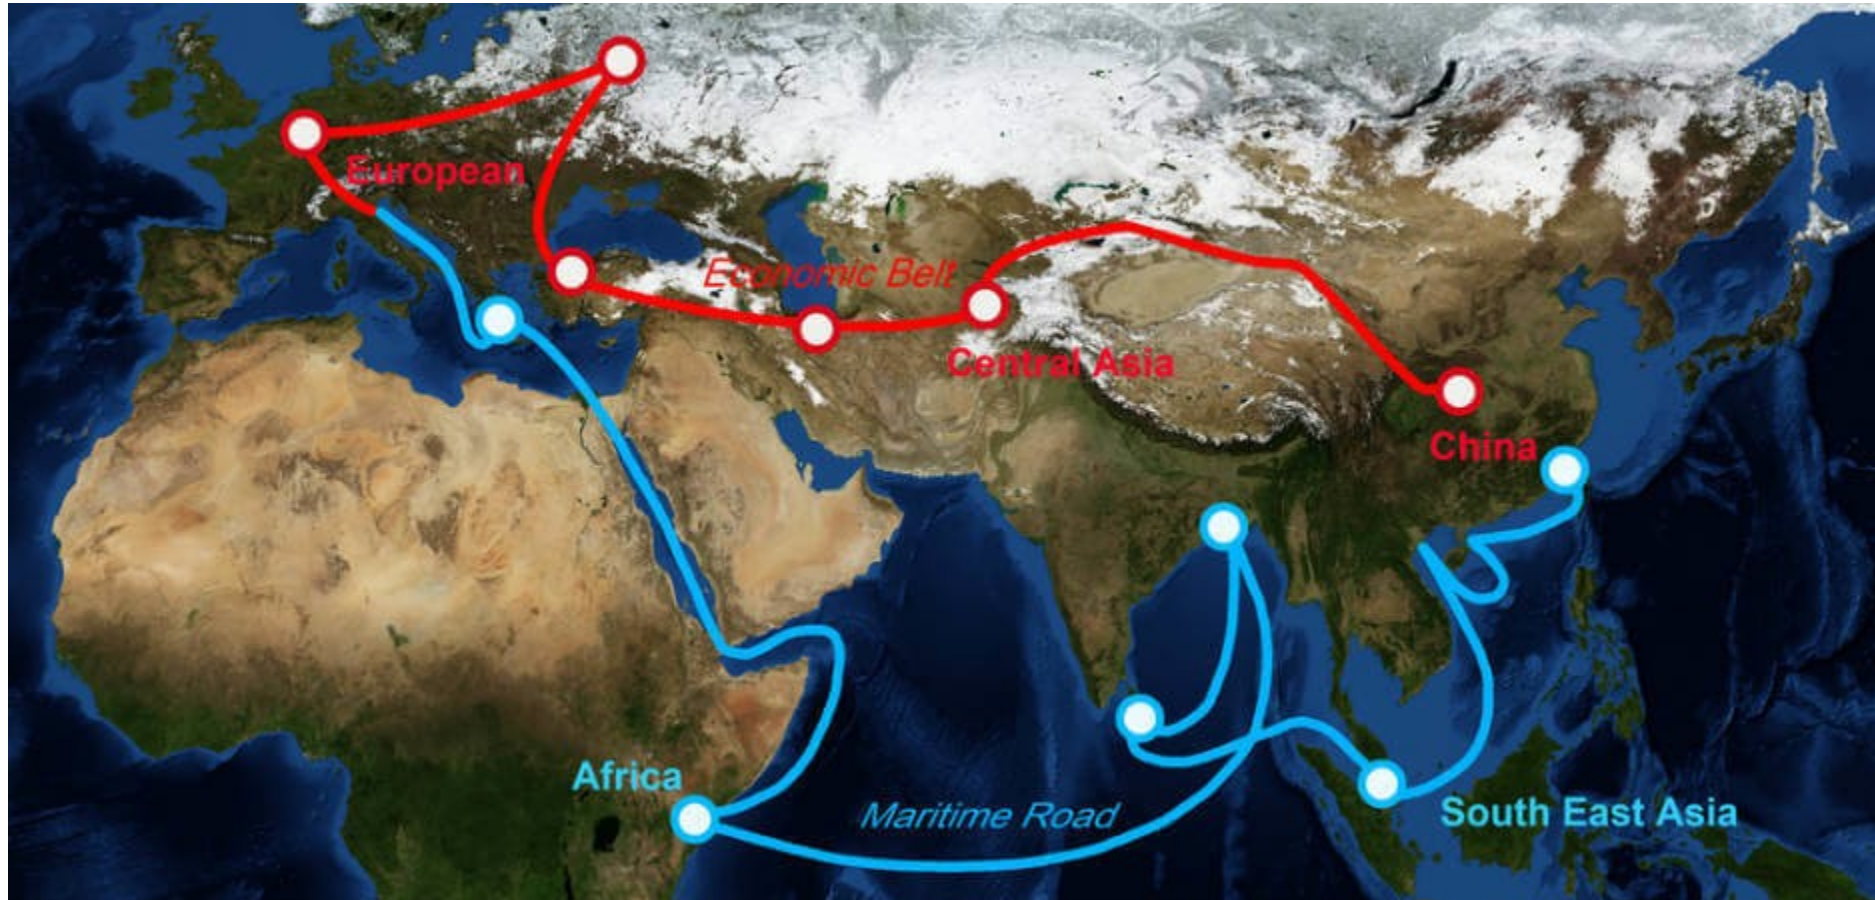 European
Economic Belt
Central Asia
China
Africa
Maritime Road
South East Asia